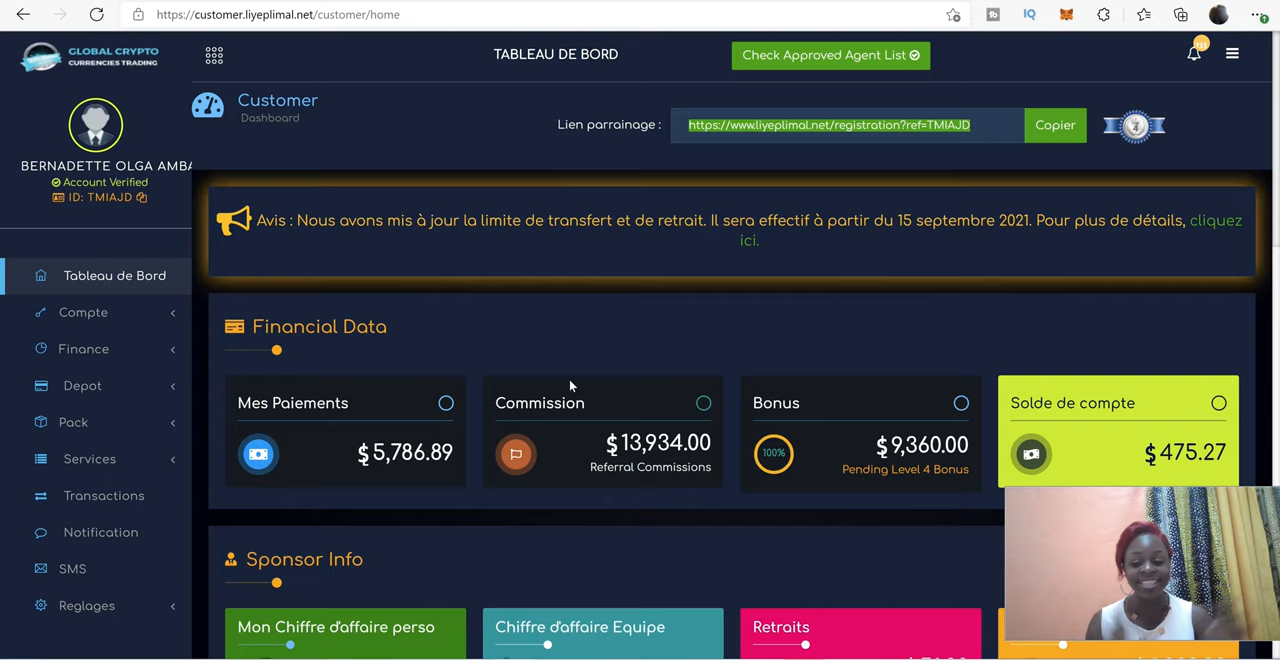 https://customer.liyeplimal.net/customer/home
GLOBAL CRYPTO
CURRENCIES TRADING
TABLEAU DE BORD
Check Approved Agent List
133
Customer
Dashboard
Lien parrainage :
https://www.liyeplimal.net/registration?ref=TMIAJD
Copier
4
BERNADETTE OLGA AMBA
Account Verified
ID: TMIAJD
Avis : Nous avons mis à jour la limite de transfert et de retrait. Il sera effectif à partir du 15 septembre 2021. Pour plus de détails, cliquez
ici.
Tableau de Bord
Compte
Finance
Depot
Pack
Services
Transactions
Notification
SMS
Reglages
Financial Data
Mes Paiements
$5,786.89
Commission
$13,934.00
Referral Commissions
Bonus
100%
$9,360.00
Pending Level 4 Bonus
Solde de compte
$475.27
Sponsor Info
Mon Chiffre d'affaire perso
Chiffre d'affaire Equipe
Retraits
IQ